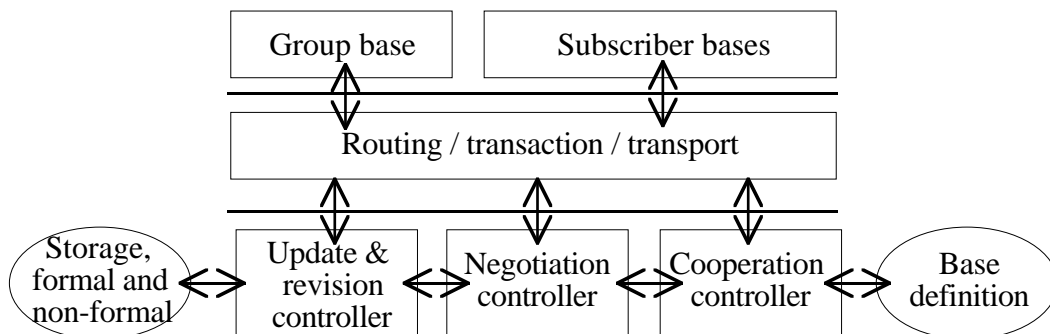 Group base
Subscriber bases
Routing / transaction / transport
Storage,
formal and
non-formal
Update &
revision
controller
Negotiation
controller
Cooperation
controller
Base
definition